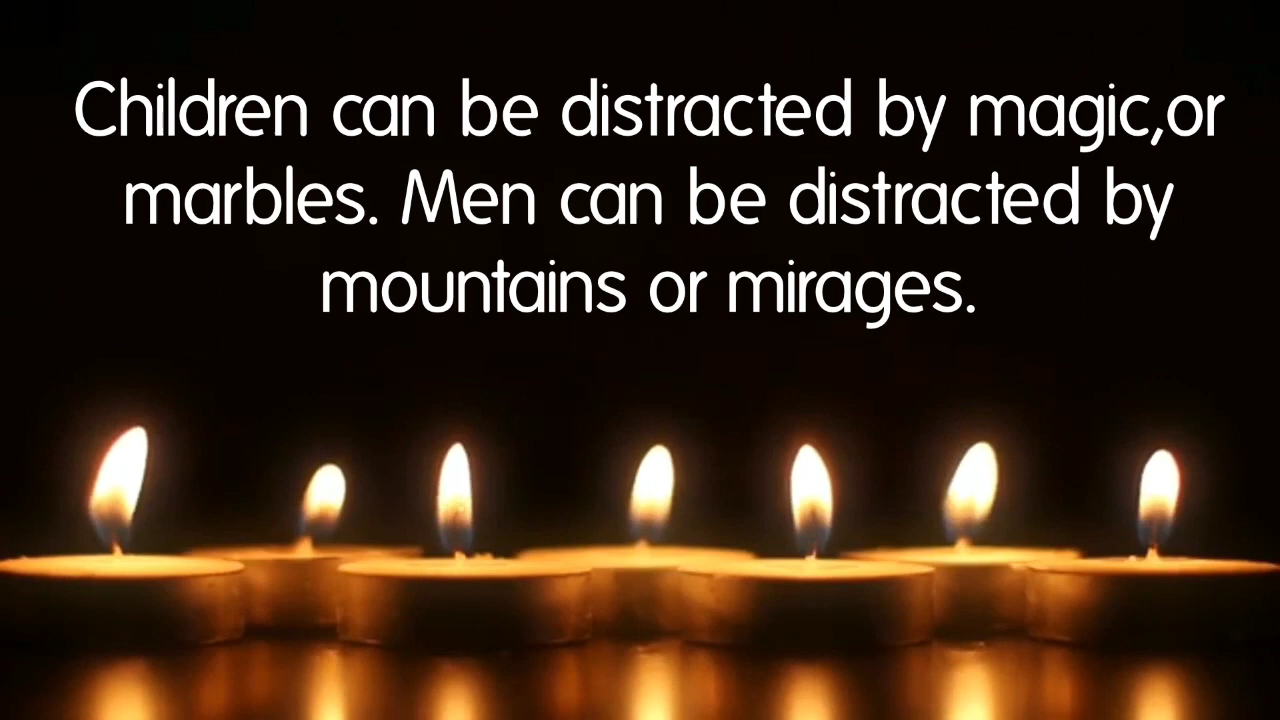 Children can be distracted by magic,or
marbles. Men can be distracted by
mountains or mirages.